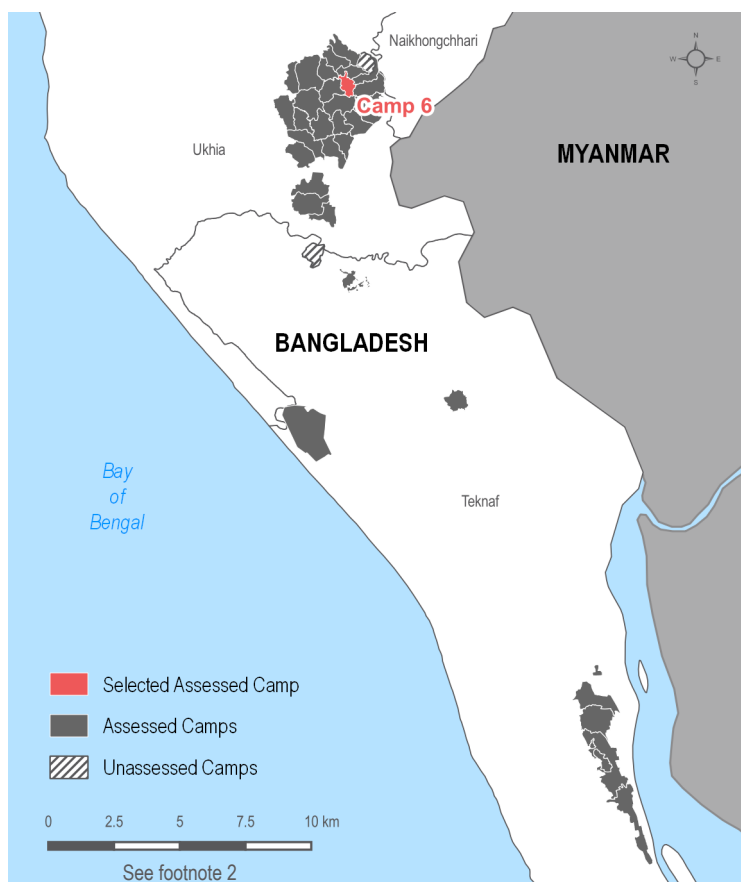 Naikhongchhari
N
W
E
S
Camp 6
Ukhia
MYANMAR
BANGLADESH
Bay
of
Bengal
Teknaf
Selected Assessed Camp
Assessed Camps
Unassessed Camps
0 2.5 5 7.5 10 km
See footnote 2